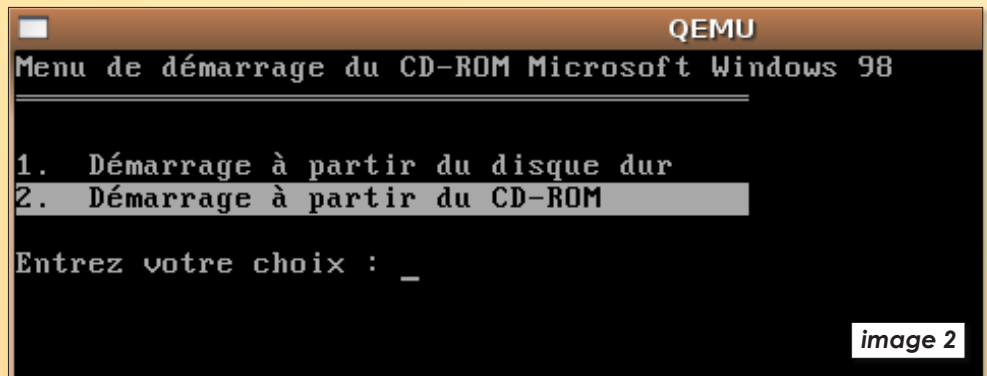 QEMU
Menu de démarrage du CD-ROM Microsoft Windows 98
1. Démarrage à partir du disque dur
2. Démarrage à partir du CD-ROM
Entrez votre choix : _
image 2